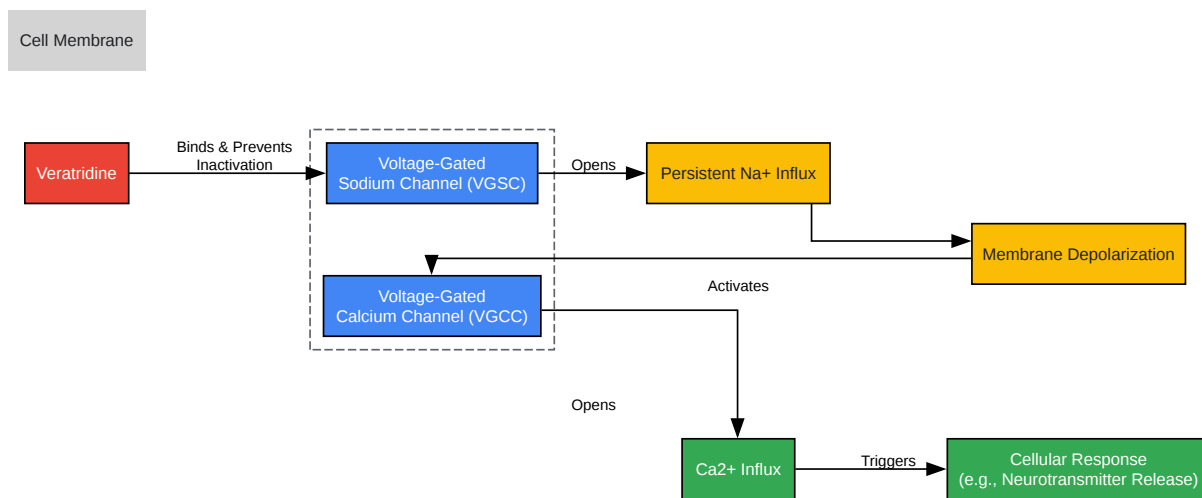 Cell Membrane
Binds & Prevents
Inactivation
Veratridine
Voltage-Gated
Sodium Channel (VGSC)
Opens
Persistent Na+ Influx
Membrane Depolarization
Activates
Voltage-Gated
Calcium Channel (VGCC)
Opens
Ca2+ Influx
Triggers
Cellular Response
(e.g., Neurotransmitter Release)